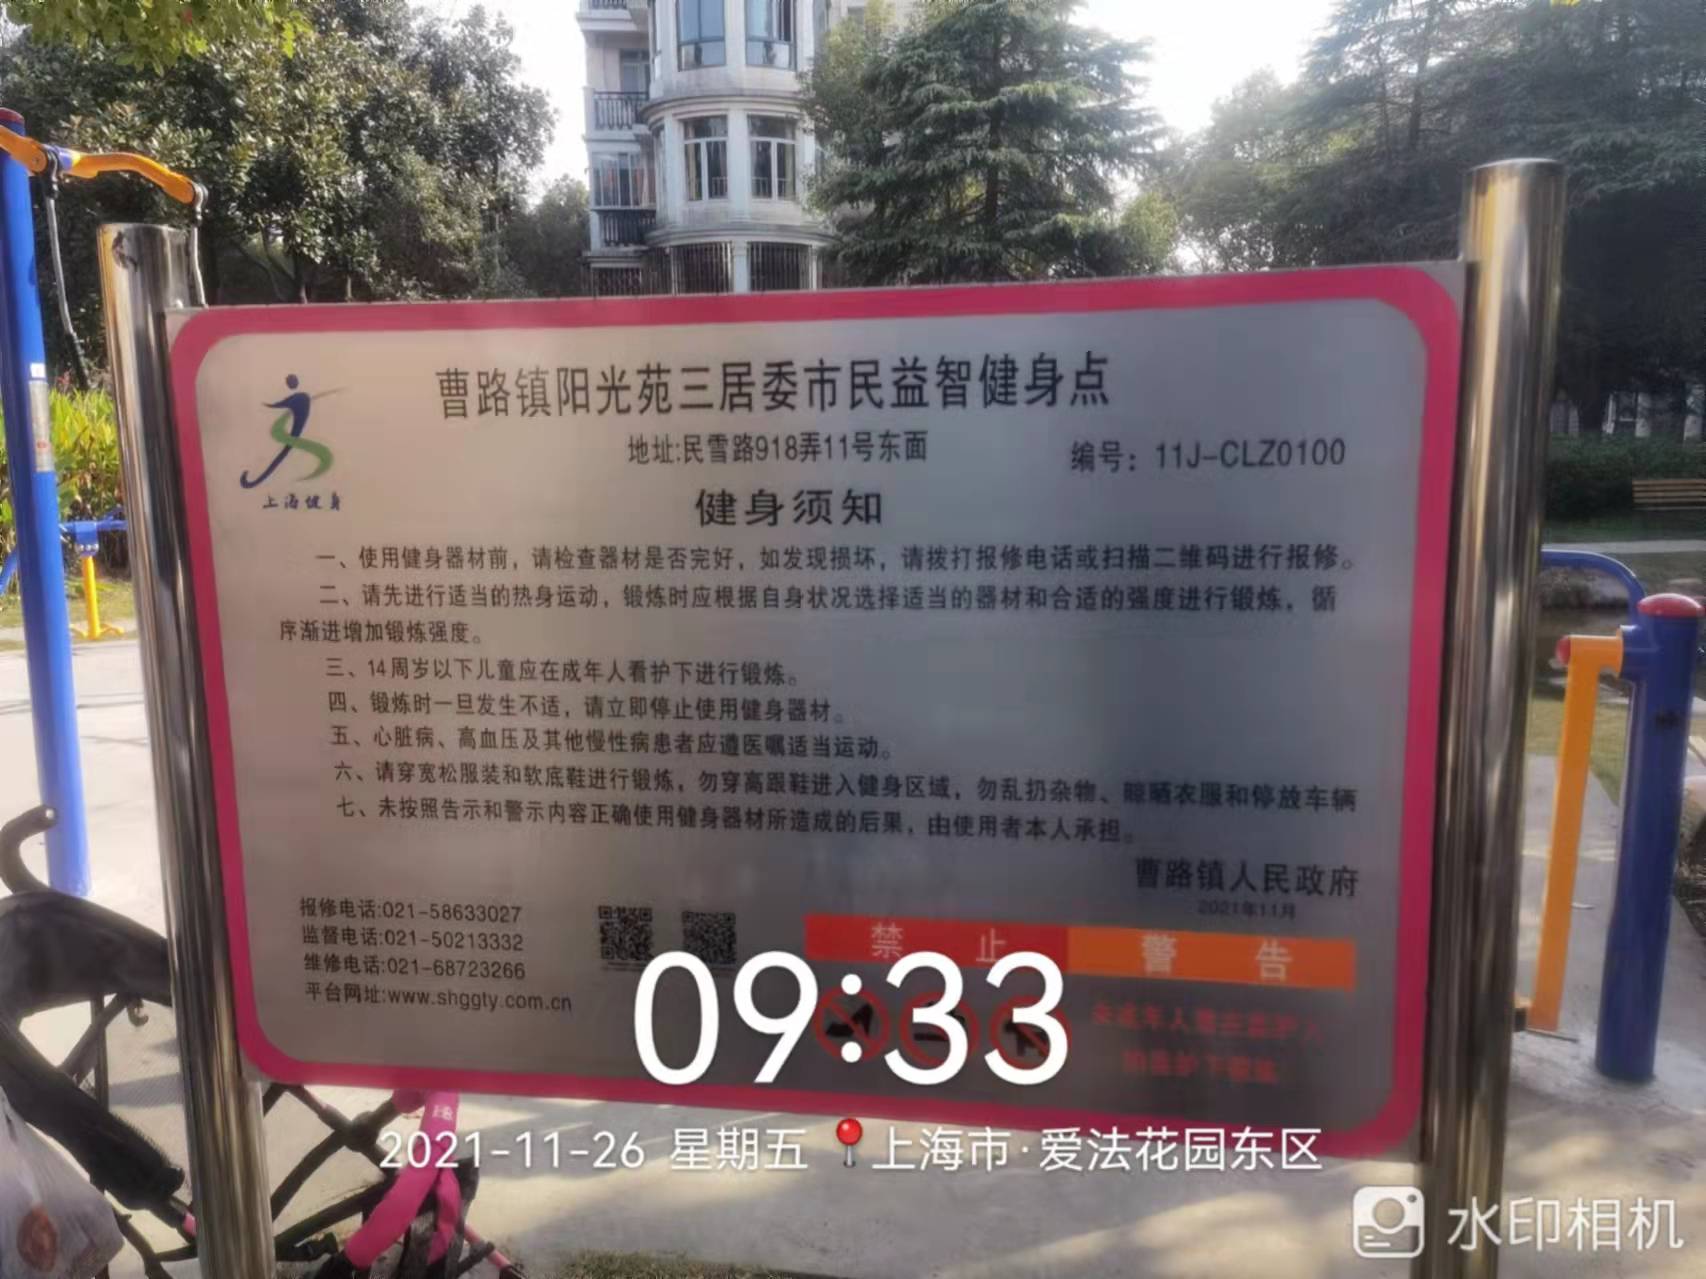 曹路镇阳光苑三居委市民益智健身点
地址:民雪路918弄11号东面
编号：11J-CLZ0100
上海健身
健身须知
一、使用健身器材前，请检查器材是否完好，如发现损坏，请拨打报修电话或扫描二维码进行报修。
二、请先进行适当的热身运动，锻炼时应根据自身状况选择适当的器材和合适的强度进行锻炼，循
序渐进增加锻炼强度。
三、14周岁以下儿童应在成年人看护下进行锻炼。
四、锻炼时一旦发生不适，请立即停止使用健身器材。
五、心脏病、高血压及其他慢性病患者应遵医嘱适当运动。
六、请穿宽松服装和软底鞋进行锻炼，勿穿高跟鞋进入健身区域，勿乱扔杂物、晾晒衣服和停放车辆
七、未按照告示和警示内容正确使用健身器材所造成的后果，由使用者本人承担。
曹路镇人民政府
2021年11月
报修电话:021-58633027
监督电话:021-50213332
维修电话:021-68723266
平台网址:www.shggty.com.cn
禁止
警告
09:33
2021-11-26 星期五 上海市·爱法花园东区
水印相机